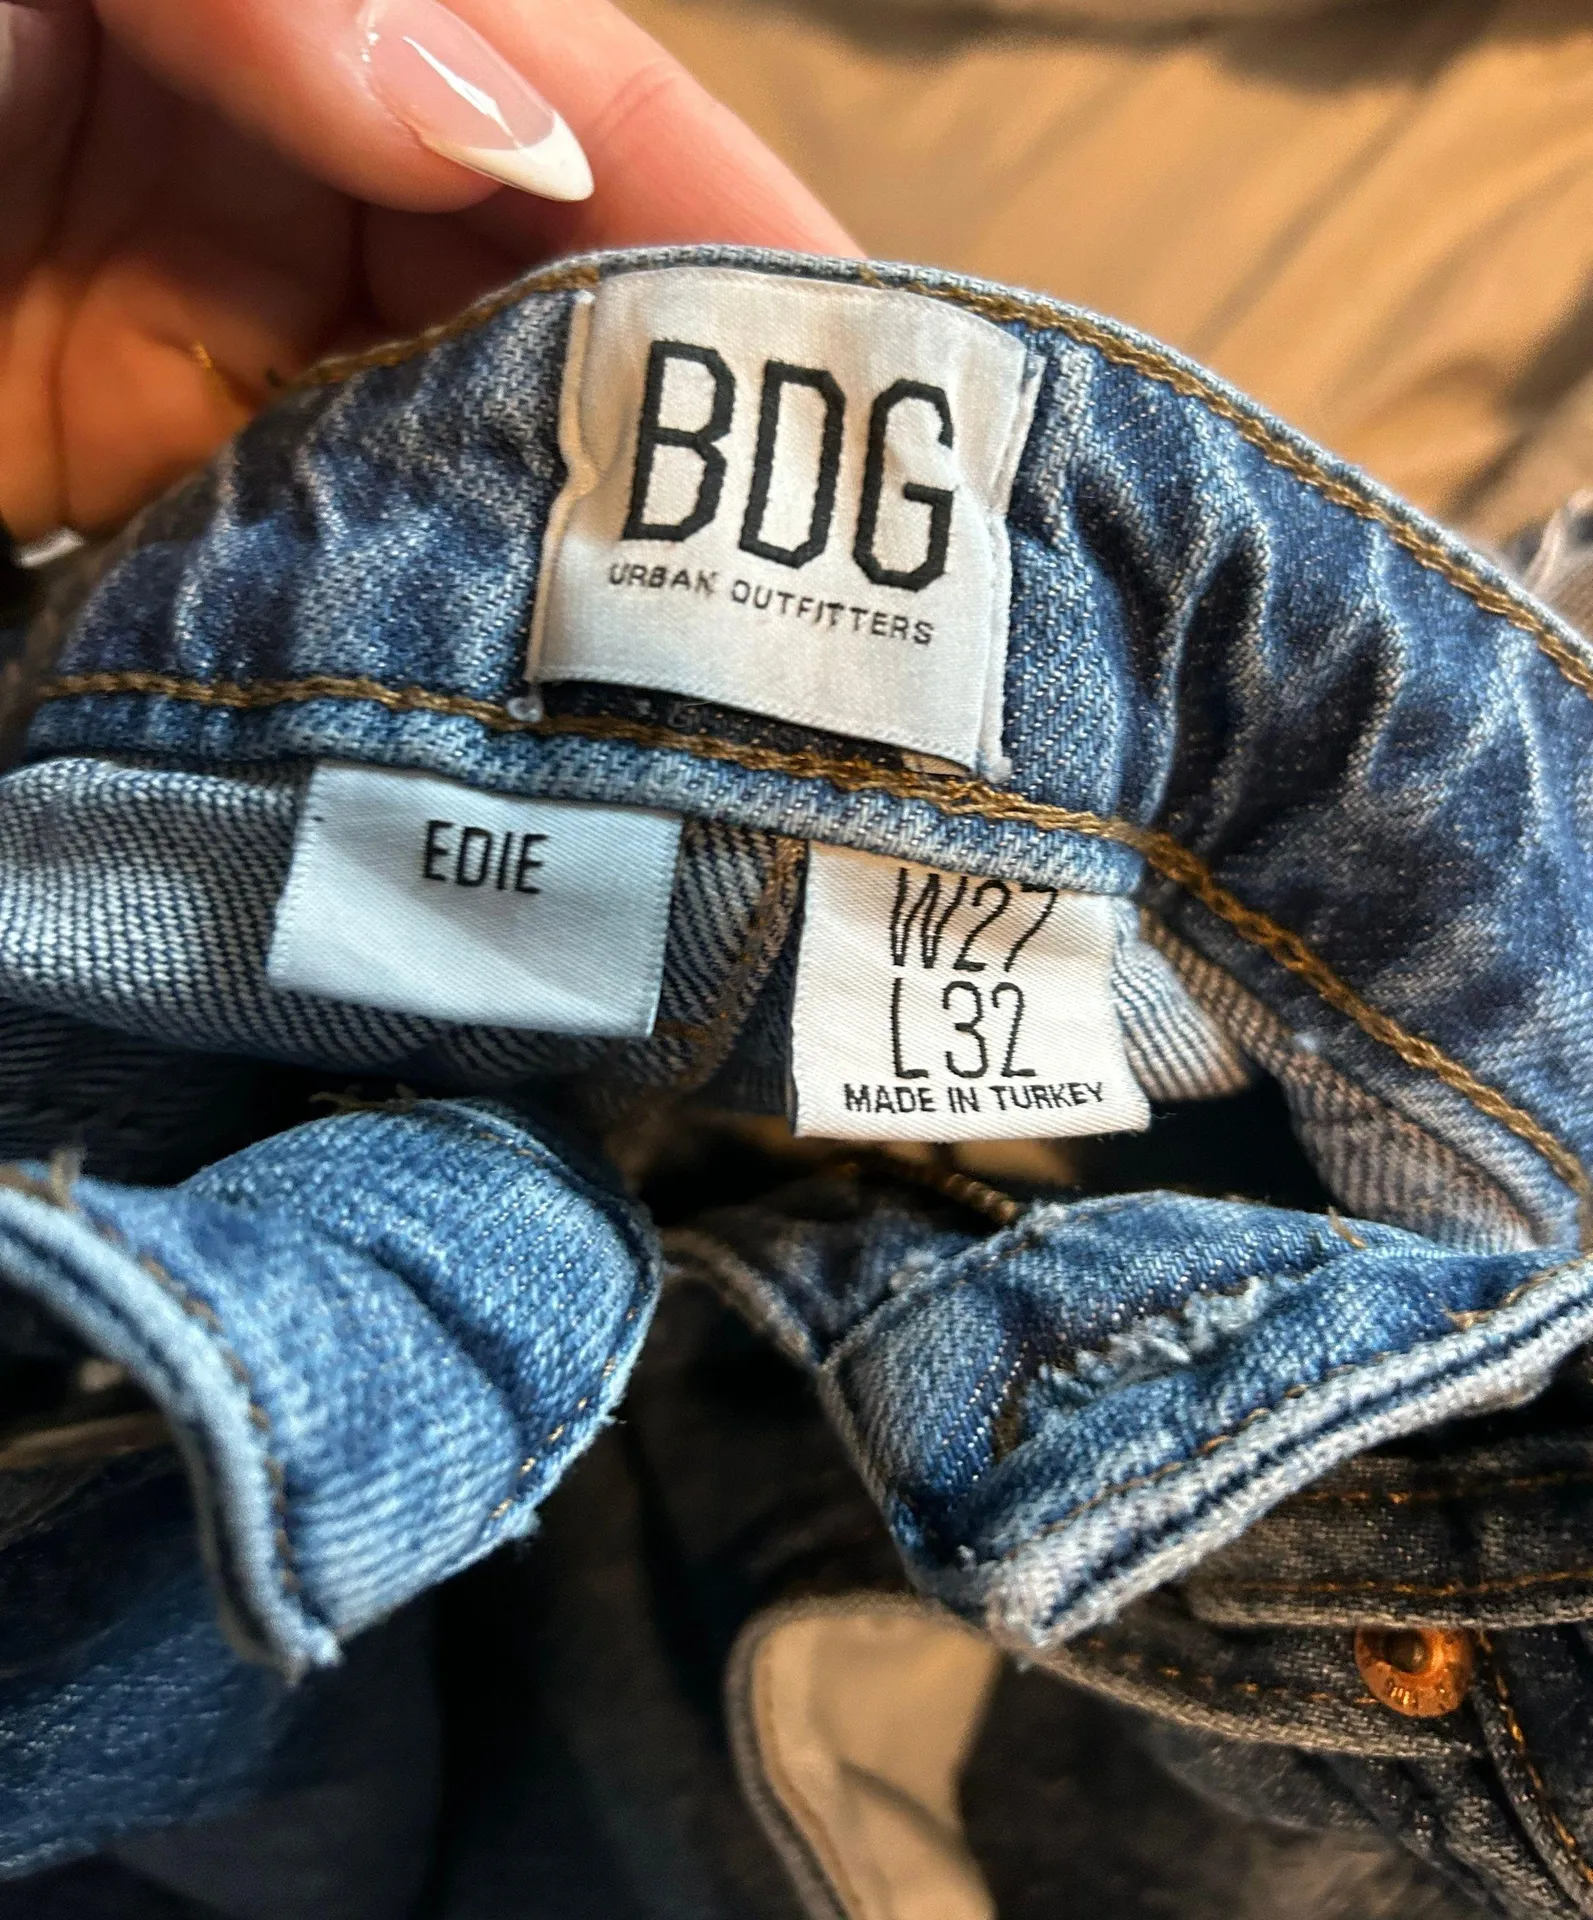 BDG
URBAN OUTFITTERS
EDIE
W27
L32
MADE IN TURKEY